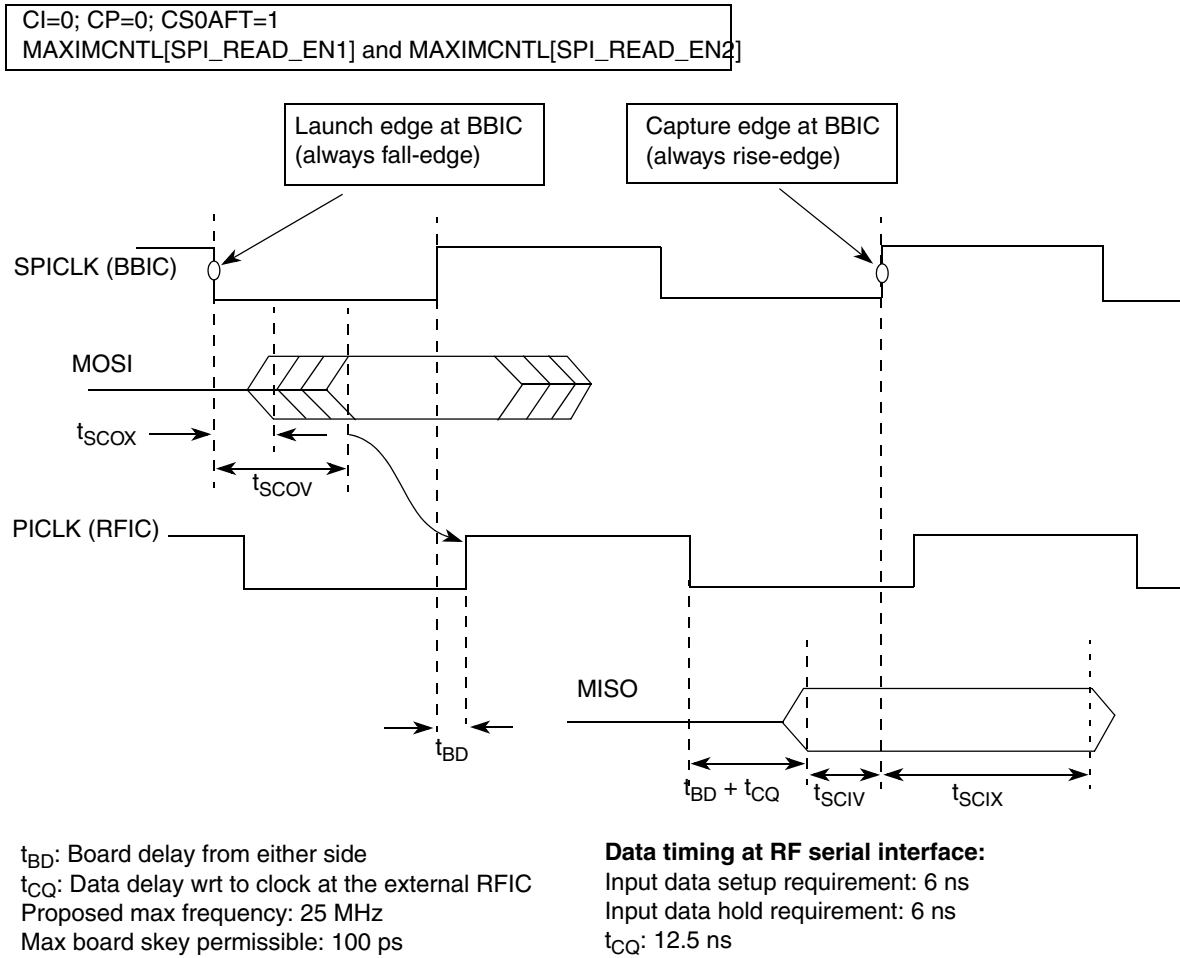 CI=0; CP=0; CS0AFT=1
MAXIMCNTL[SPI_READ_EN1] and MAXIMCNTL[SPI_READ_EN2]
Launch edge at BBIC
(always fall-edge)
Capture edge at BBIC
(always rise-edge)
SPICLK (BBIC)
MOSI
tSCOX
tSCOV
PICLK (RFIC)
MISO
tBD
tBD + tCQ
tSCIV
tSCIX
tBD: Board delay from either side
tCQ: Data delay wrt to clock at the external RFIC
Proposed max frequency: 25 MHz
Max board skey permissible: 100 ps
Data timing at RF serial interface:
Input data setup requirement: 6 ns
Input data hold requirement: 6 ns
tCQ: 12.5 ns